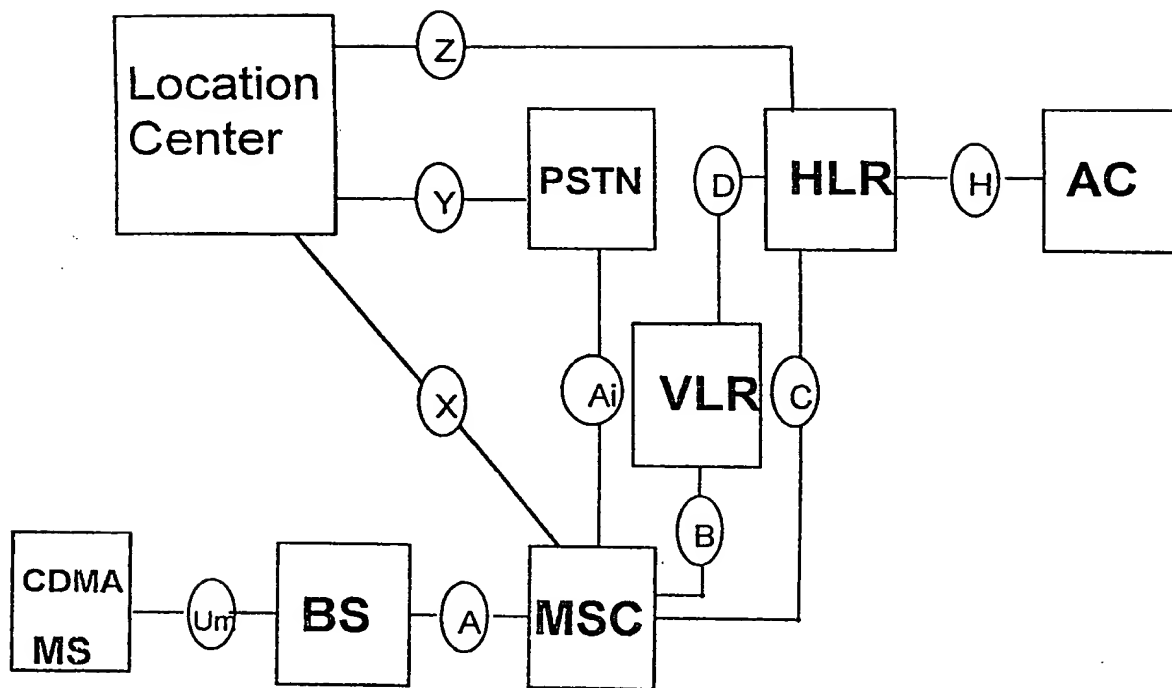 Location
Center
Z
Y
PSTN
D
HLR
H
AC
X
Ai
VLR
C
B
CDMA
MS
Um
BS
A
MSC